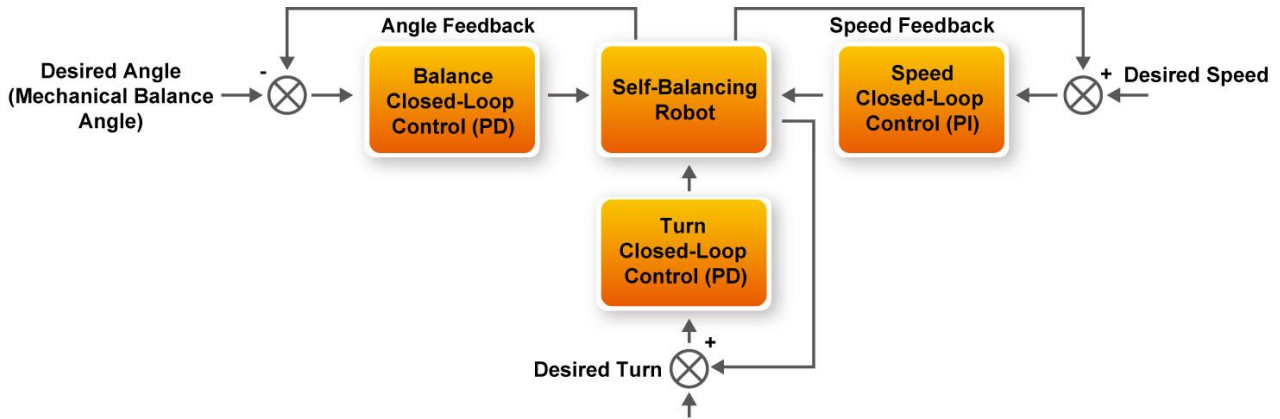 Angle Feedback
Speed Feedback
Desired Angle
(Mechanical Balance
Angle)
-
Balance
Closed-Loop
Control (PD)
Self-Balancing
Robot
Speed
Closed-Loop
Control (PI)
+
Desired Speed
Turn
Closed-Loop
Control (PD)
+
Desired Turn